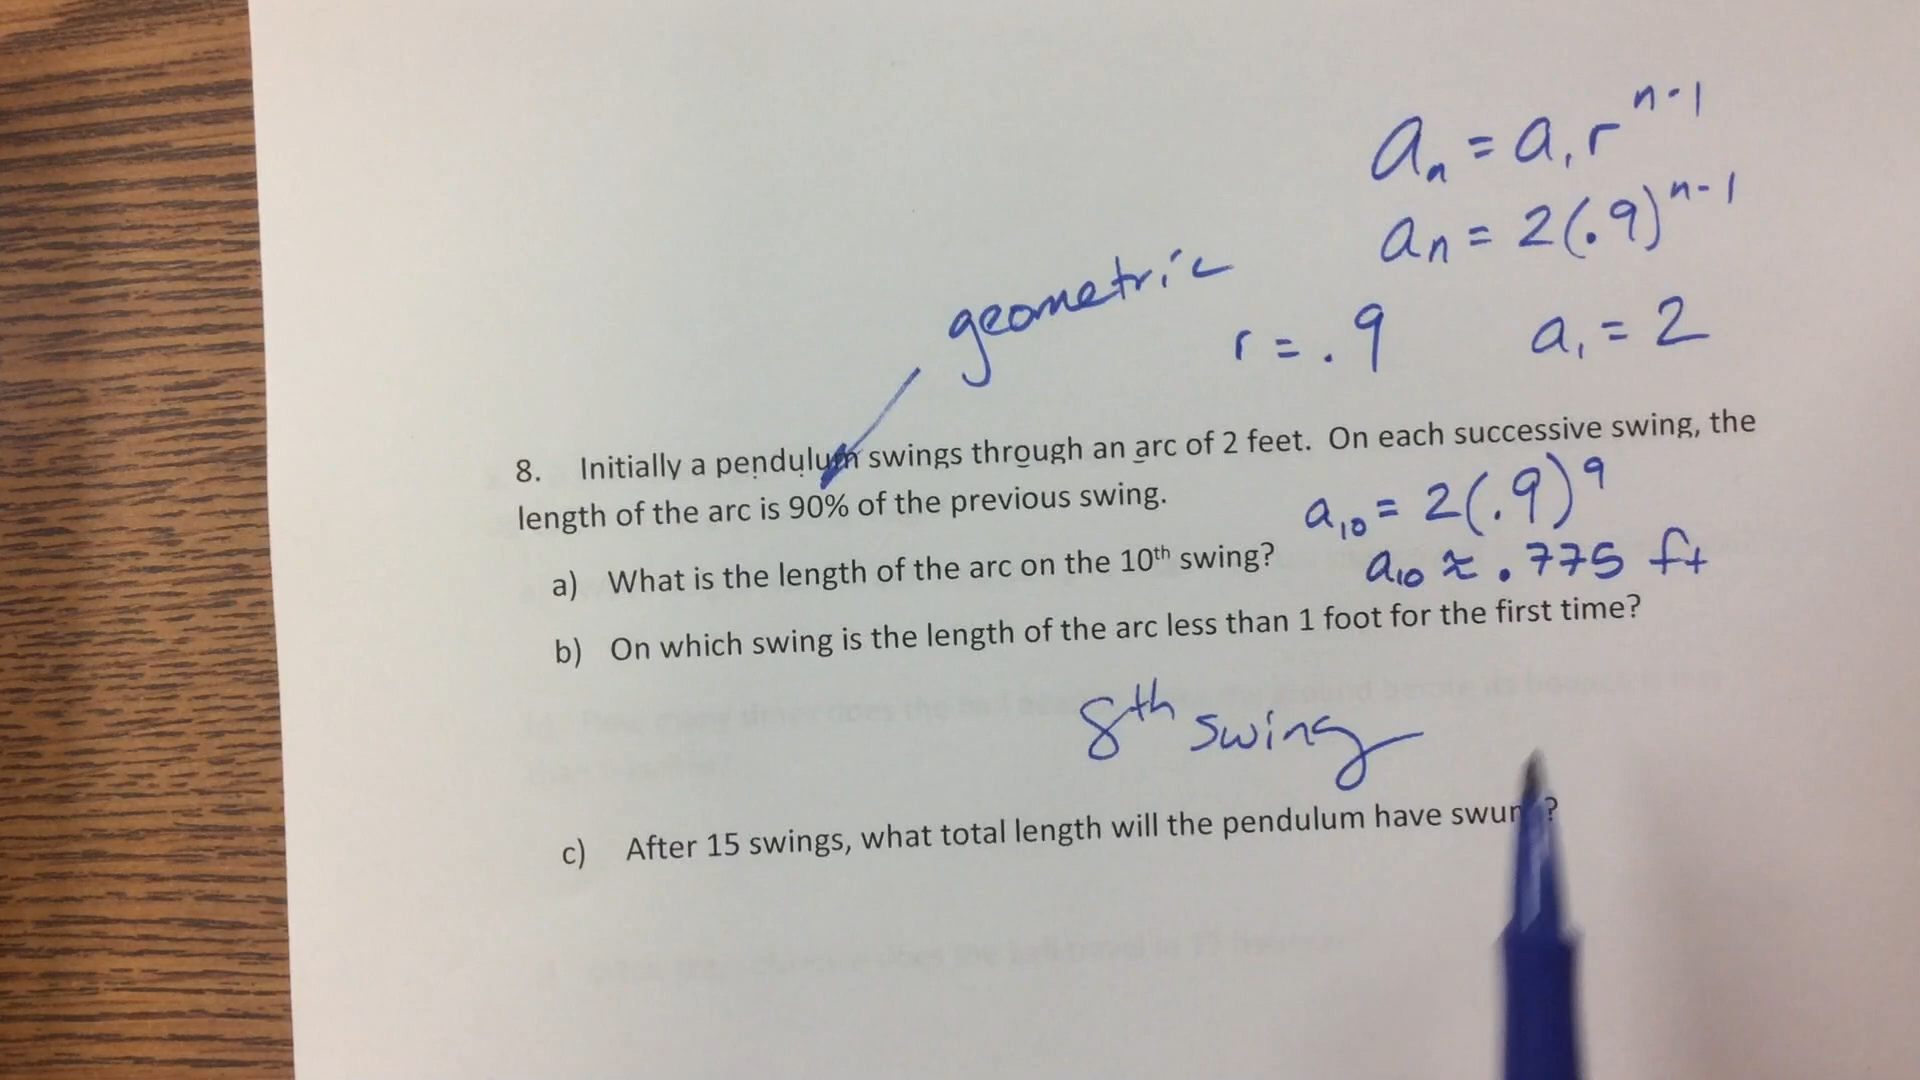 aₙ = a₁rⁿ⁻¹
aₙ = 2(.9)ⁿ⁻¹
geometric
r = .9 a₁ = 2
8. Initially a pendulum swings through an arc of 2 feet. On each successive swing, the
length of the arc is 90% of the previous swing.
a₁₀ = 2(.9)⁹
a) What is the length of the arc on the 10th swing?
a₁₀ ≈ .775 ft
b) On which swing is the length of the arc less than 1 foot for the first time?
8th swing
c) After 15 swings, what total length will the pendulum have swun?